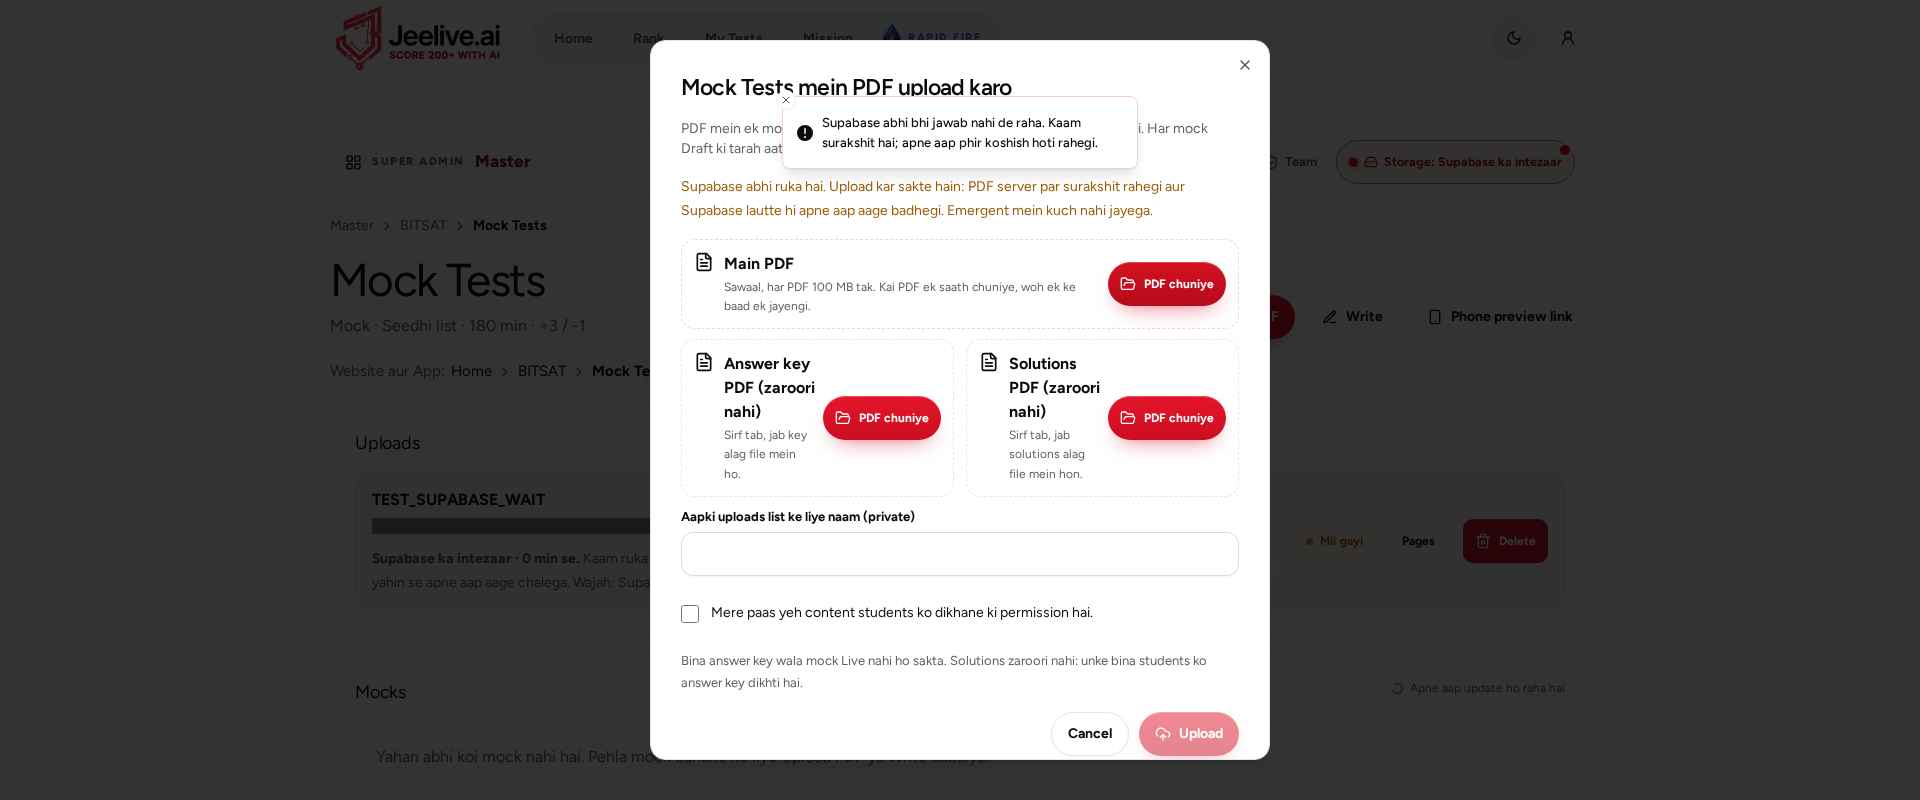 Jeelive.ai
SCORE 200+ WITH AI
Home
Rank
My Tests
Mission
RAPID FIRE
Mock Tests mein PDF upload karo
Supabase abhi bhi jawab nahi de raha. Kaam
surakshit hai; apne aap phir koshish hoti rahegi.
PDF mein ek mo
i. Har mock
Draft ki tarah aat
SUPER ADMIN
Master
Team
Storage: Supabase ka intezaar
Supabase abhi ruka hai. Upload kar sakte hain: PDF server par surakshit rahegi aur
Supabase lautte hi apne aap aage badhegi. Emergent mein kuch nahi jayega.
Master
BITSAT
Mock Tests
Mock Tests
Mock · Seedhi list · 180 min · +3 / -1
Write
Phone preview link
Website aur App:
Home
BITSAT
Mock Te
Main PDF
Sawaal, har PDF 100 MB tak. Kai PDF ek saath chuniye, woh ek ke
baad ek jayengi.
PDF chuniye
Answer key
PDF (zaroori
nahi)
Sirf tab, jab key
alag file mein
ho.
PDF chuniye
Solutions
PDF (zaroori
nahi)
Sirf tab, jab
solutions alag
file mein hon.
PDF chuniye
Uploads
TEST_SUPABASE_WAIT
Supabase ka intezaar · 0 min se. Kaam ruka
yahin se apne aap aage chalega. Wajah: Supa
Mil gayi
Pages
Delete
Aapki uploads list ke liye naam (private)
Mere paas yeh content students ko dikhane ki permission hai.
Bina answer key wala mock Live nahi ho sakta. Solutions zaroori nahi: unke bina students ko
answer key dikhti hai.
Mocks
Apne aap update ho raha hai
Cancel
Upload
Yahan abhi koi mock nahi hai. Pehla mo